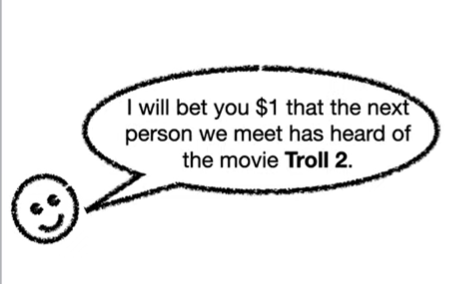 I will bet you $1 that the next
person we meet has heard of
the movie Troll 2.